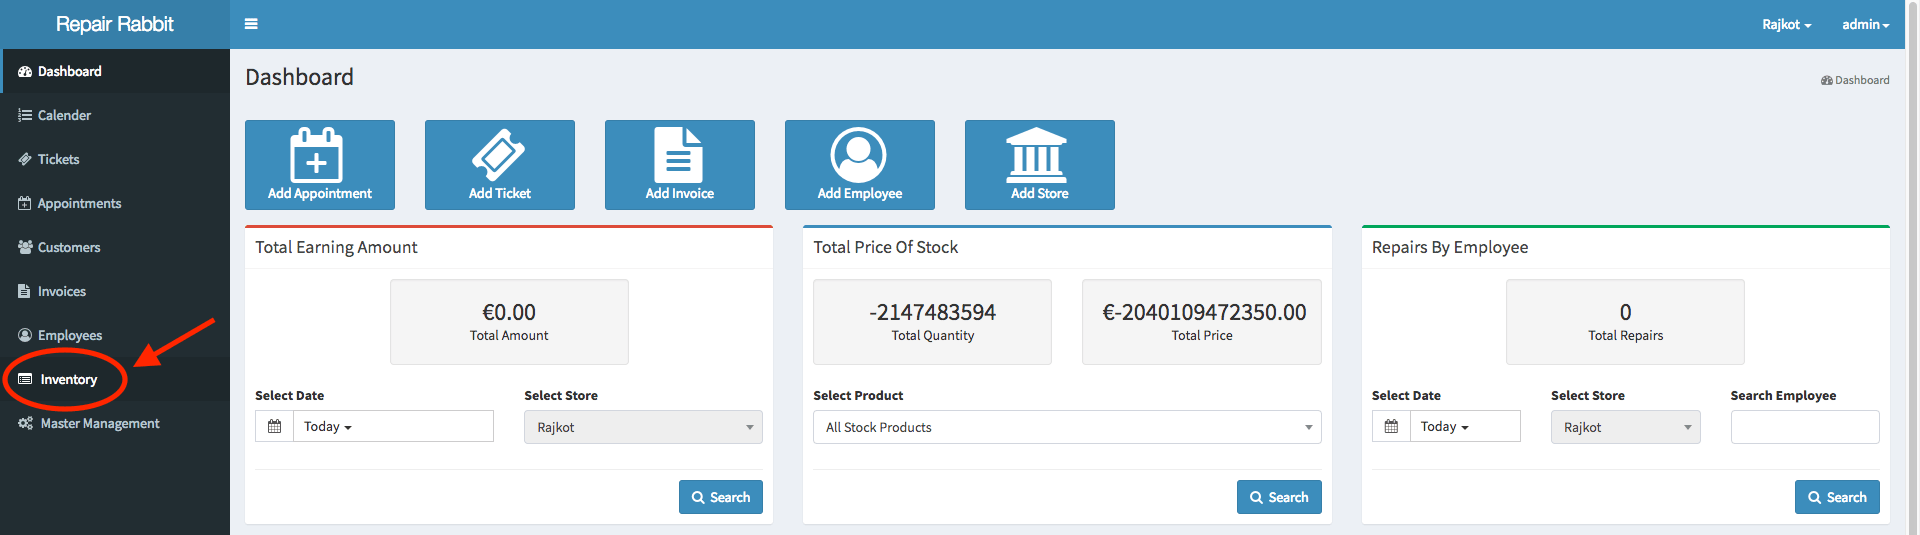 Repair Rabbit
Rajkot
admin
Dashboard
Calender
Tickets
Appointments
Customers
Invoices
Employees
Inventory
Master Management
Dashboard
Dashboard
Add Appointment
Add Ticket
Add Invoice
Add Employee
Add Store
Total Earning Amount
€0.00
Total Amount
Select Date
Select Store
Today
Rajkot
Search
Total Price Of Stock
-2147483594
Total Quantity
€-2040109472350.00
Total Price
Select Product
All Stock Products
Search
Repairs By Employee
0
Total Repairs
Select Date
Select Store
Search Employee
Today
Rajkot
Search